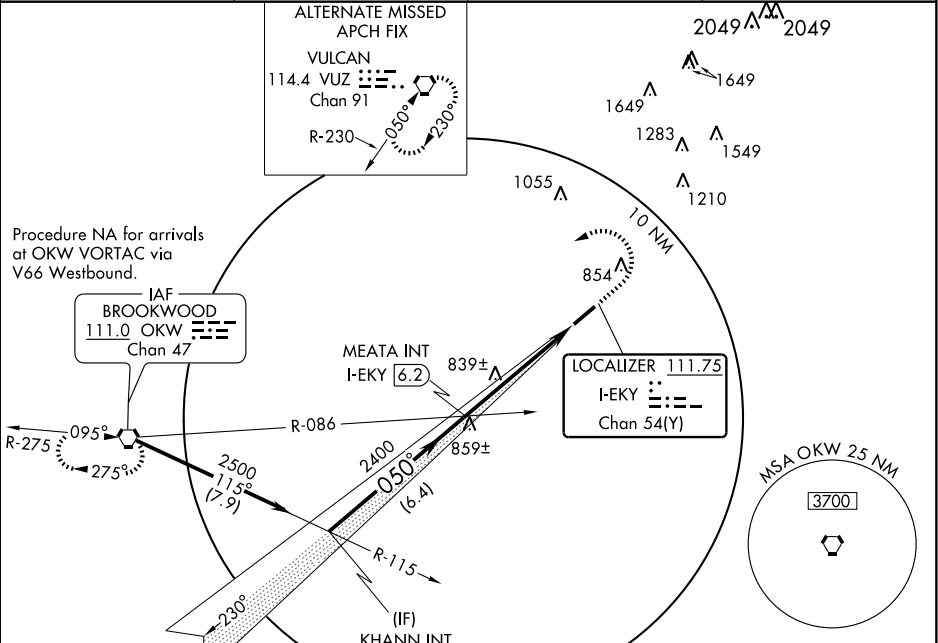 ALTERNATE MISSED
APCH FIX
VULCAN
114.4 VUZ
Chan 91
R-230
050°
230°
2049
2049
1649
1649
1283
1549
1210
1055
10 NM
854
Procedure NA for arrivals
at OKW VORTAC via
V66 Westbound.
IAF
BROOKWOOD
111.0 OKW
Chan 47
MEATA INT
I-EKY 6.2
839±
LOCALIZER 111.75
I-EKY
Chan 54(Y)
R-275
095°
275°
R-086
859±
2400
050°
(6.4)
2500
115°
(7.9)
R-115
230°
(IF)
KHANN INT
MSA OKW 25 NM
3700